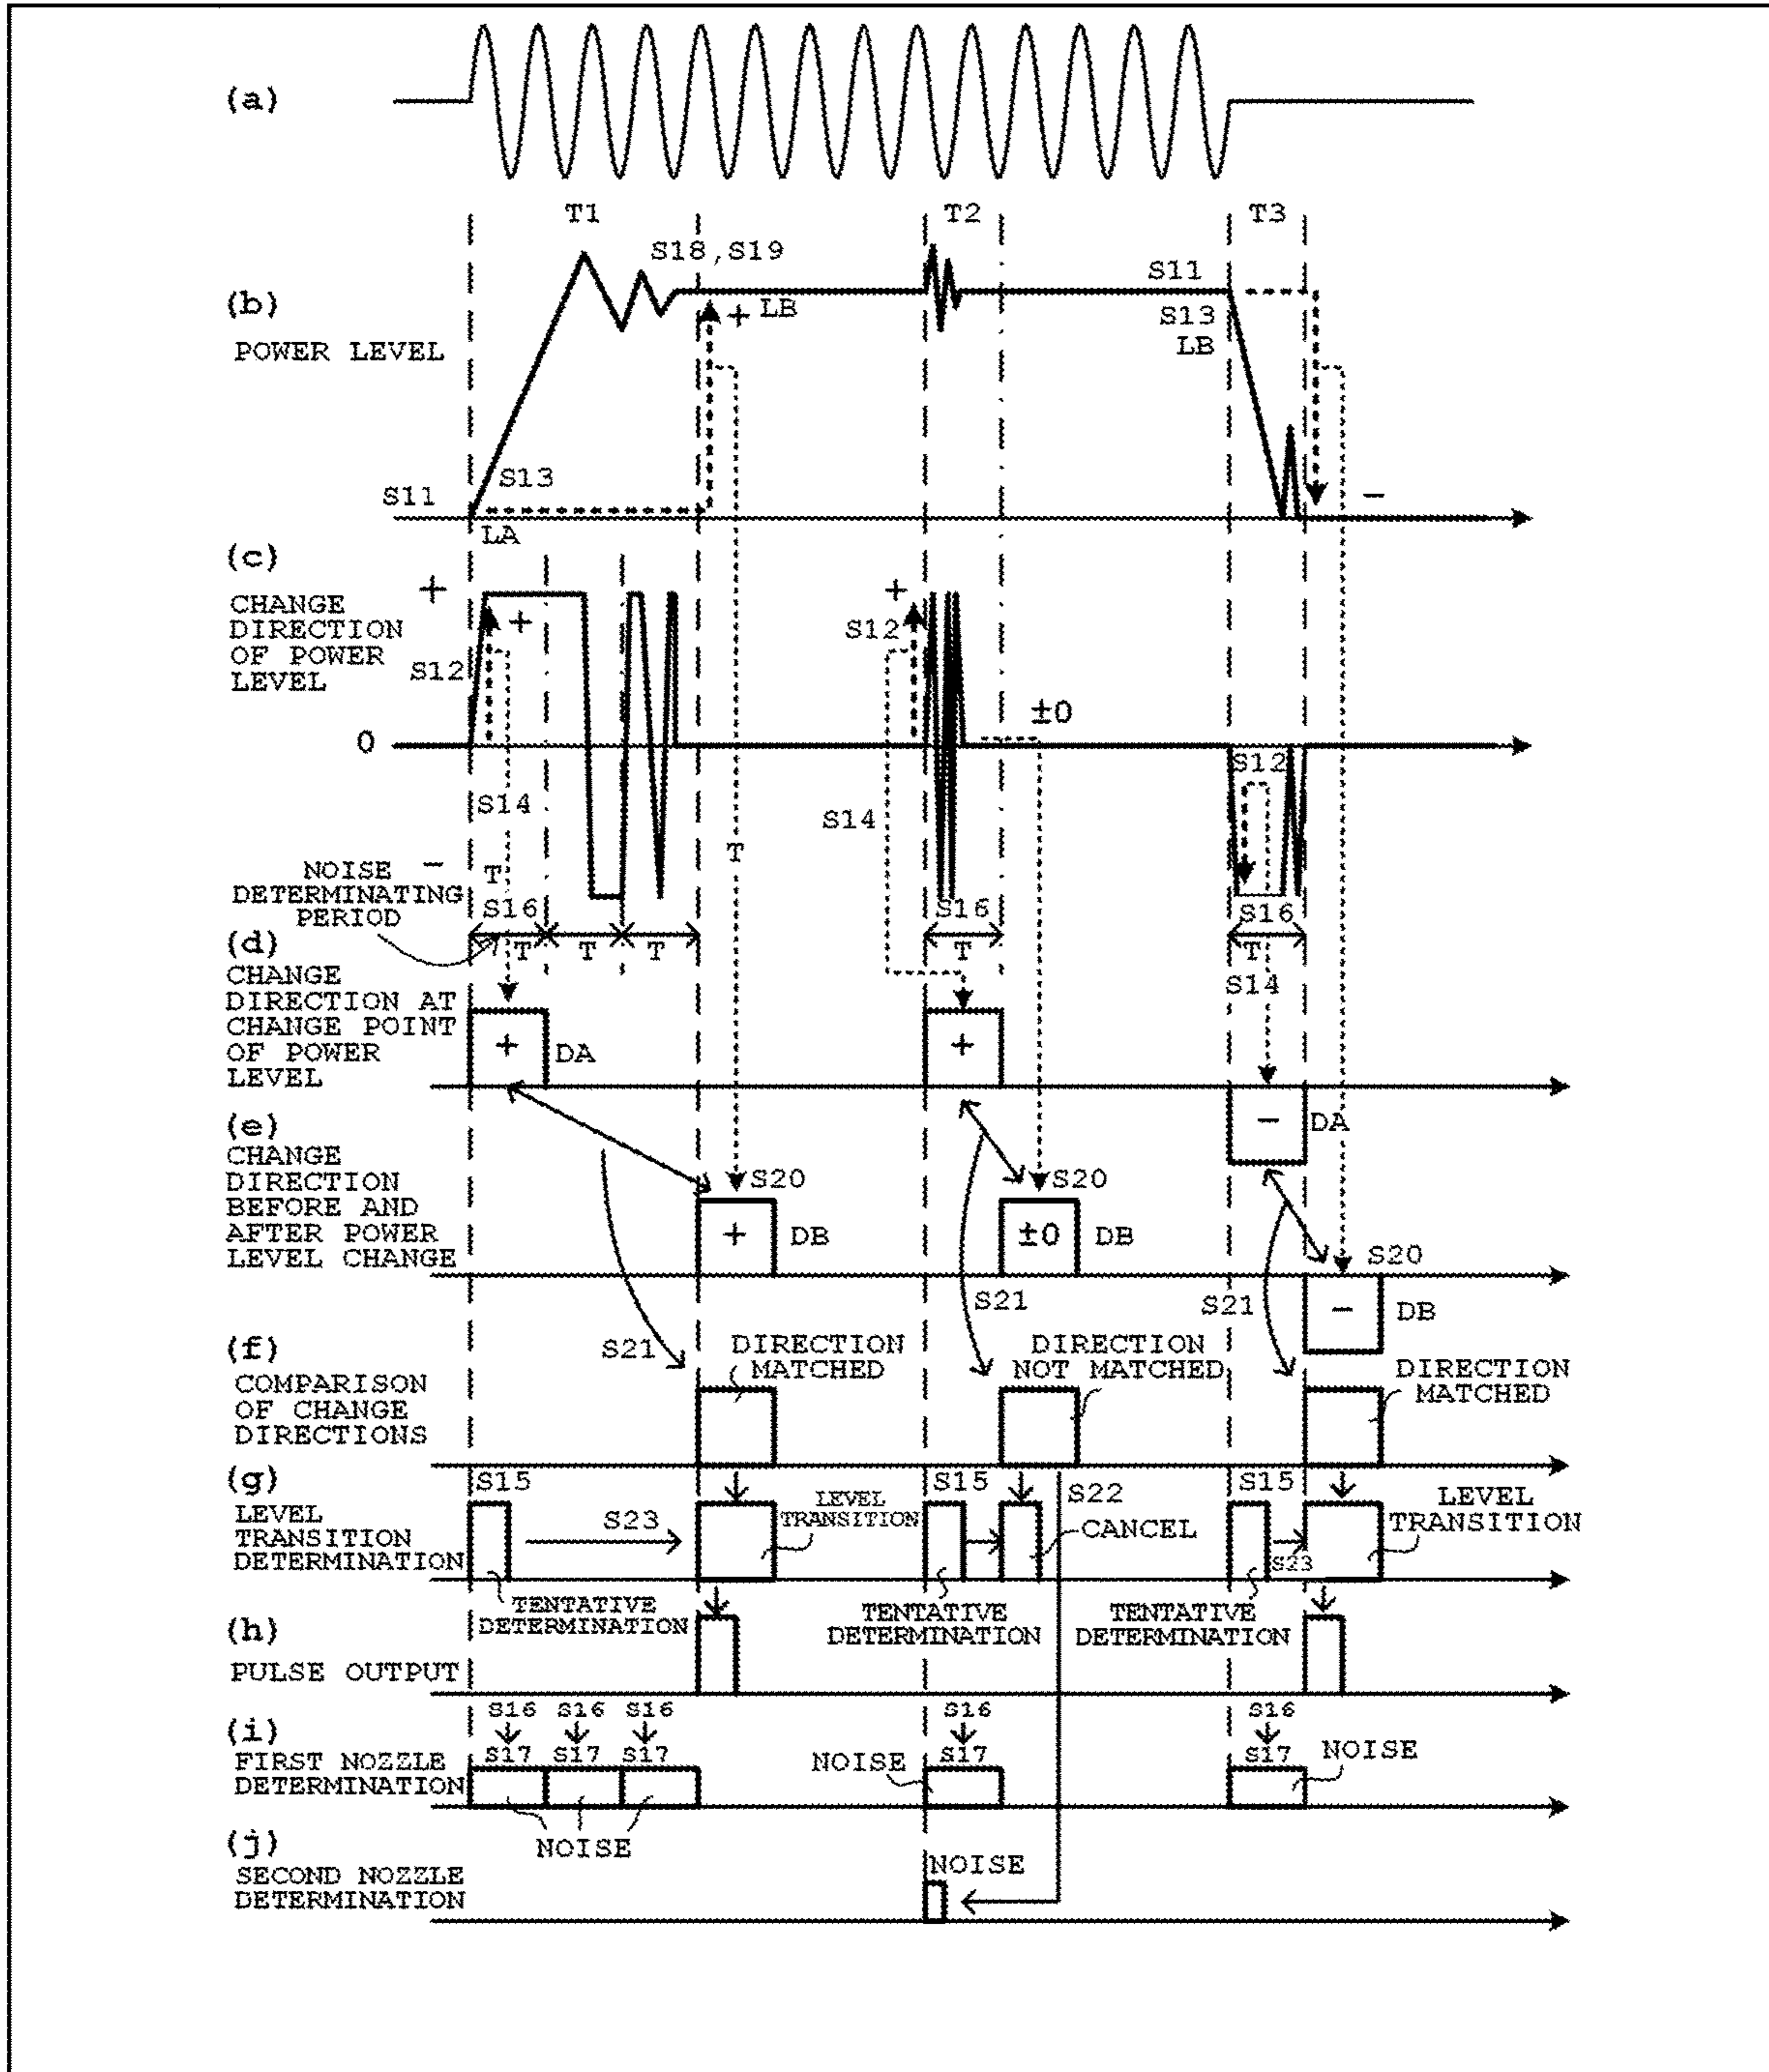 (a)
T1 T2 T3
S18,S19
S11
(b)
+ LB
S13
LB
POWER LEVEL
S13
S11
−
LA
(c)
+
+
CHANGE
DIRECTION
OF POWER
LEVEL
+
S12
S12
±0
0
S12
S14
S14
T
NOISE
DETERMINATING
PERIOD
−
T
S16
S16
S16
(d)
T T T
T
T
CHANGE
DIRECTION AT
CHANGE POINT
OF POWER
LEVEL
S14
+ DA
+
(e)
− DA
CHANGE
DIRECTION
BEFORE AND
AFTER POWER
LEVEL CHANGE
S20
S20
+ DB
±0 DB
S20
S21
S21
− DB
(f)
S21
DIRECTION
MATCHED
DIRECTION
NOT MATCHED
DIRECTION
MATCHED
COMPARISON
OF CHANGE
DIRECTIONS
(g)
S15
S15
S22
S15
LEVEL
TRANSITION
DETERMINATION
S23
LEVEL
TRANSITION
CANCEL
S23
LEVEL
TRANSITION
TENTATIVE
DETERMINATION
TENTATIVE
DETERMINATION
TENTATIVE
DETERMINATION
(h)
PULSE OUTPUT
S16 S16 S16
S16
S16
(i)
S17 S17 S17
S17
S17
FIRST NOZZLE
DETERMINATION
NOISE
NOISE
NOISE
(j)
SECOND NOZZLE
DETERMINATION
NOISE